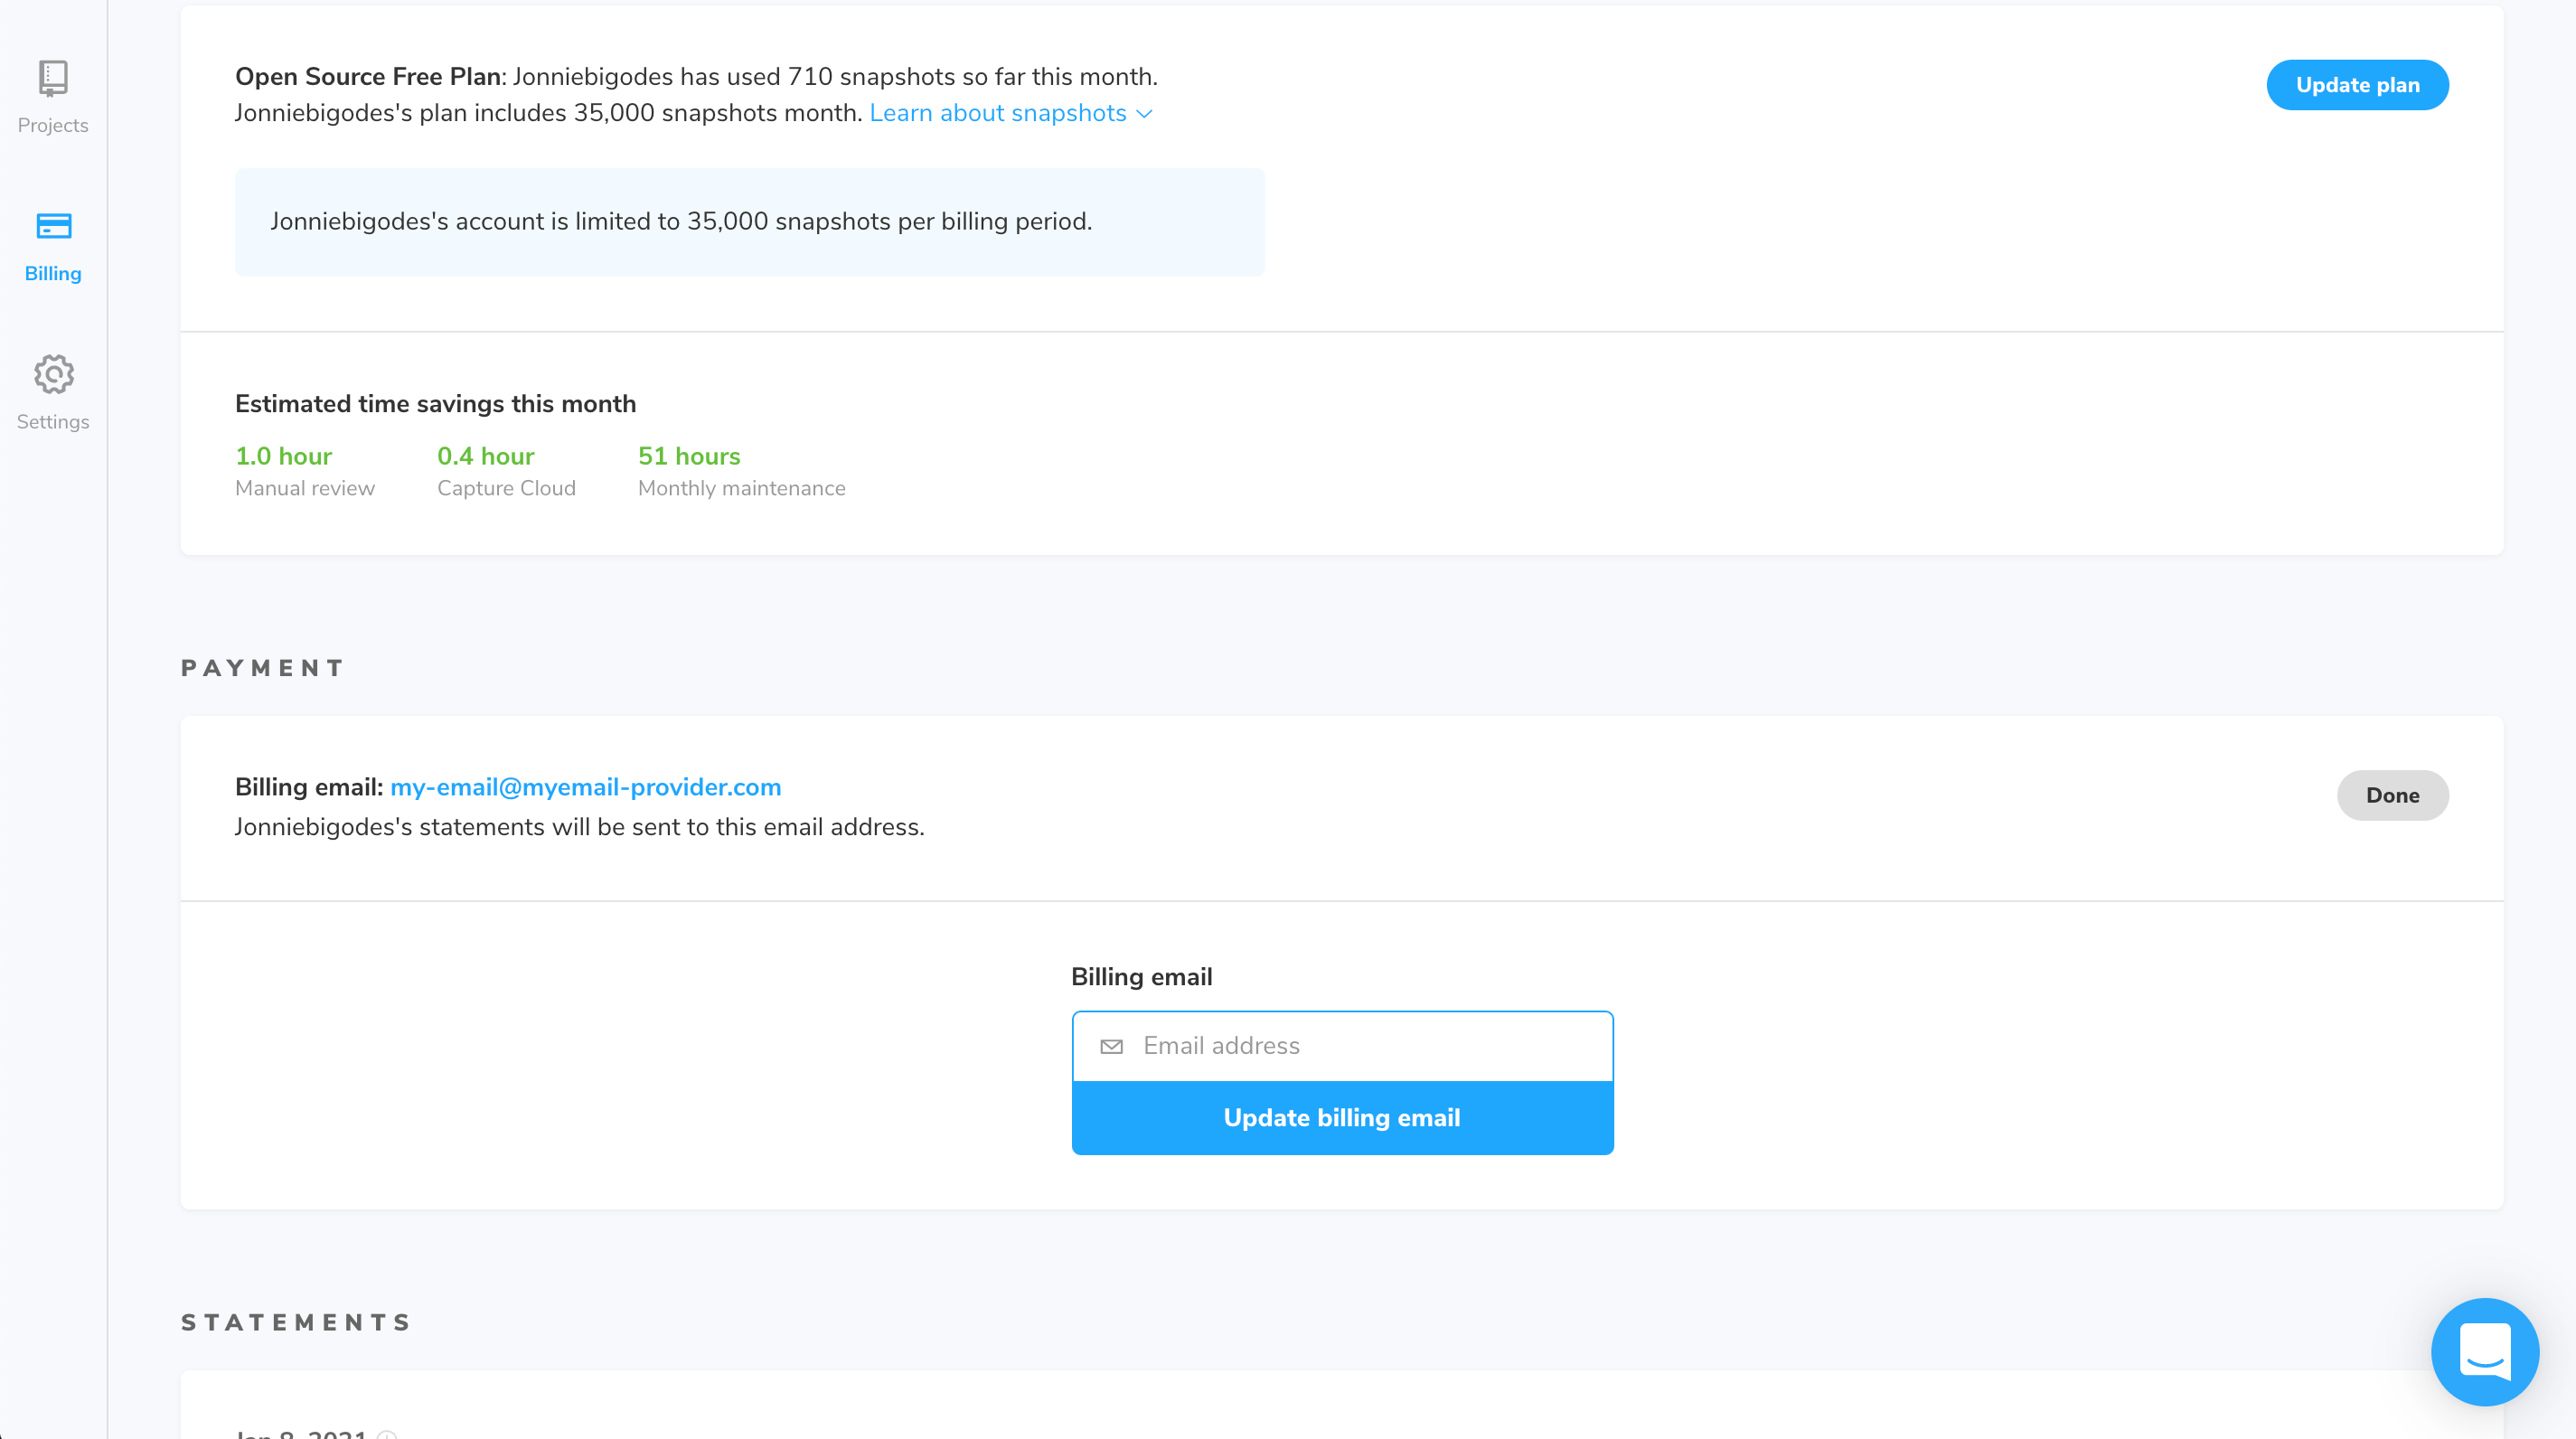 Projects
Billing
Settings
Open Source Free Plan: Jonniebigodes has used 710 snapshots so far this month.
Jonniebigodes's plan includes 35,000 snapshots month. Learn about snapshots
Update plan
Jonniebigodes's account is limited to 35,000 snapshots per billing period.
Estimated time savings this month
1.0 hour
Manual review
0.4 hour
Capture Cloud
51 hours
Monthly maintenance
PAYMENT
Billing email: my-email@myemail-provider.com
Jonniebigodes's statements will be sent to this email address.
Done
Billing email
Email address
Update billing email
STATEMENTS
Jan 8, 2021